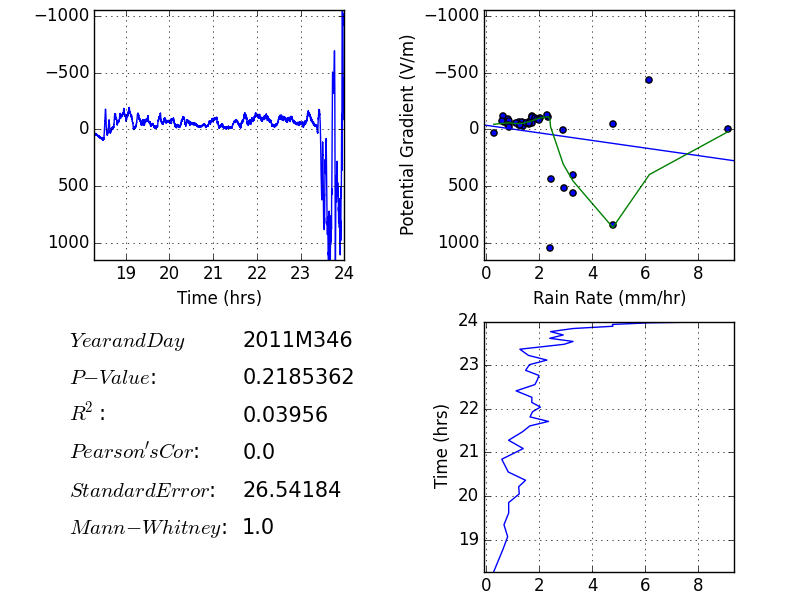 −1000
−500
0
500
1000
19 20 21 22 23 24
Time (hrs)
Potential Gradient (V/m)
−1000
−500
0
500
1000
0 2 4 6 8
Rain Rate (mm/hr)
YearandDay 2011M346
P−Value: 0.2185362
R²: 0.03956
Pearson'sCor: 0.0
StandardError: 26.54184
Mann−Whitney: 1.0
Time (hrs)
24
23
22
21
20
19
0 2 4 6 8